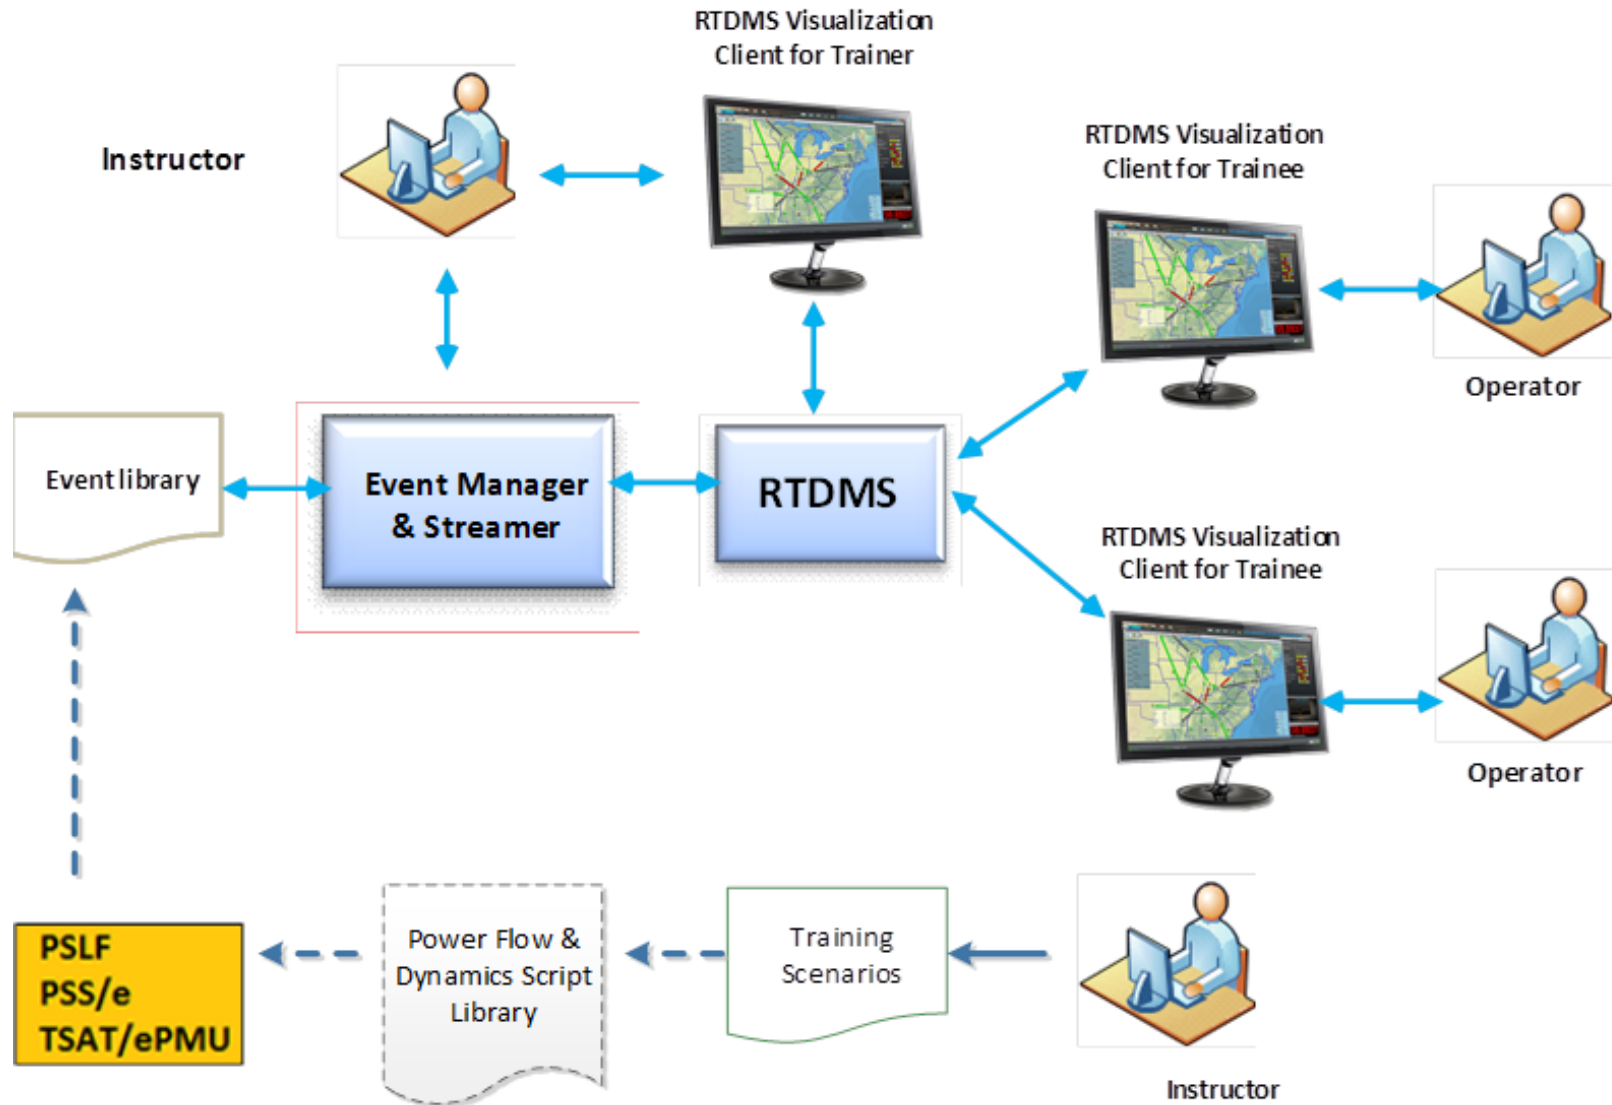 RTDMS Visualization
Client for Trainer
Instructor
RTDMS Visualization
Client for Trainee
Operator
Event library
Event Manager
& Streamer
RTDMS
RTDMS Visualization
Client for Trainee
Operator
PSLF
PSS/e
TSAT/ePMU
Power Flow &
Dynamics Script
Library
Training
Scenarios
Instructor